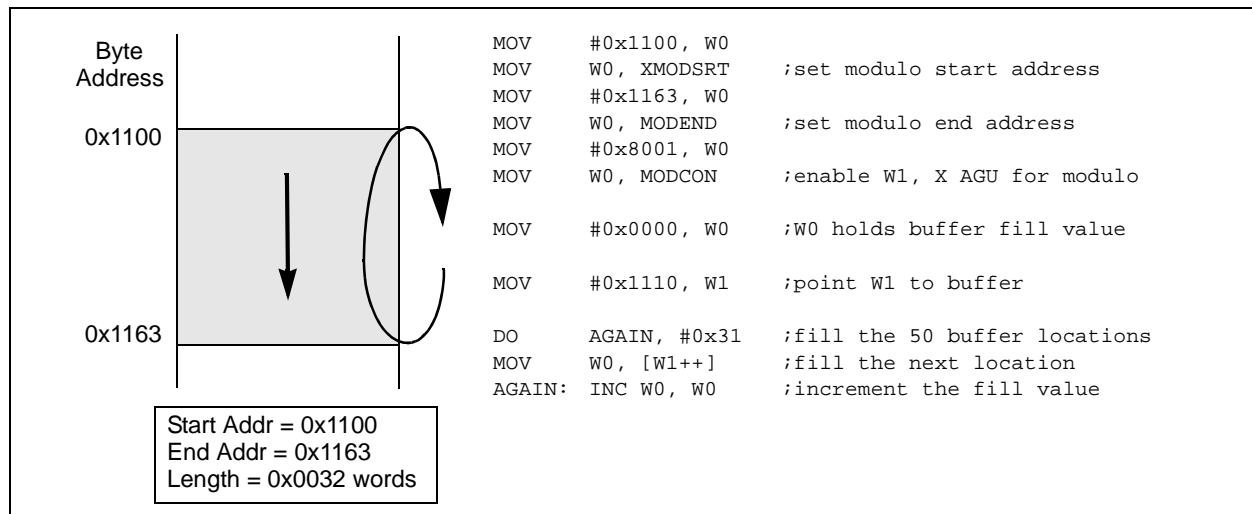 Byte
Address
0x1100
0x1163
Start Addr = 0x1100
End Addr = 0x1163
Length = 0x0032 words
MOV #0x1100, W0
MOV W0, XMODSRT ;set modulo start address
MOV #0x1163, W0
MOV W0, MODEND ;set modulo end address
MOV #0x8001, W0
MOV W0, MODCON ;enable W1, X AGU for modulo
MOV #0x0000, W0 ;W0 holds buffer fill value
MOV #0x1110, W1 ;point W1 to buffer
DO AGAIN, #0x31 ;fill the 50 buffer locations
MOV W0, [W1++] ;fill the next location
AGAIN: INC W0, W0 ;increment the fill value